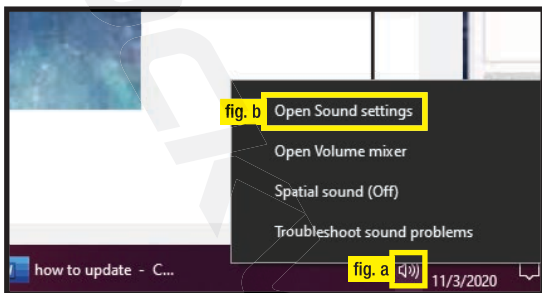 fig. b Open Sound settings
Open Volume mixer
Spatial sound (Off)
Troubleshoot sound problems
how to update - C...
fig. a
11/3/2020